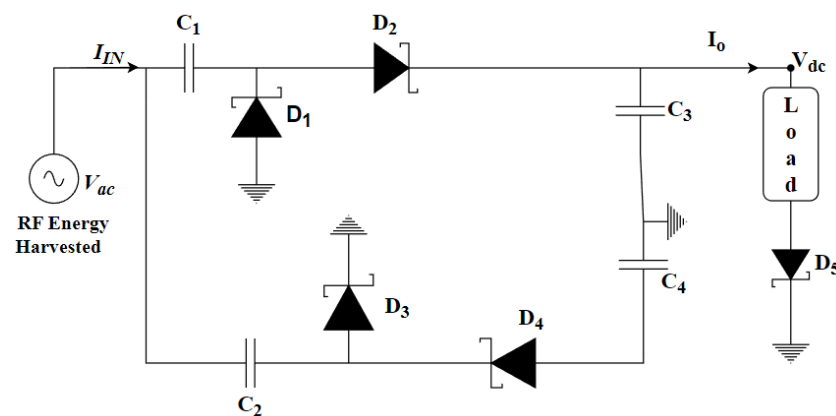 C1
D2
IIN
Io
Vdc
D1
C3
L
o
a
d
Vac
RF Energy
Harvested
D3
C4
D5
D4
C2